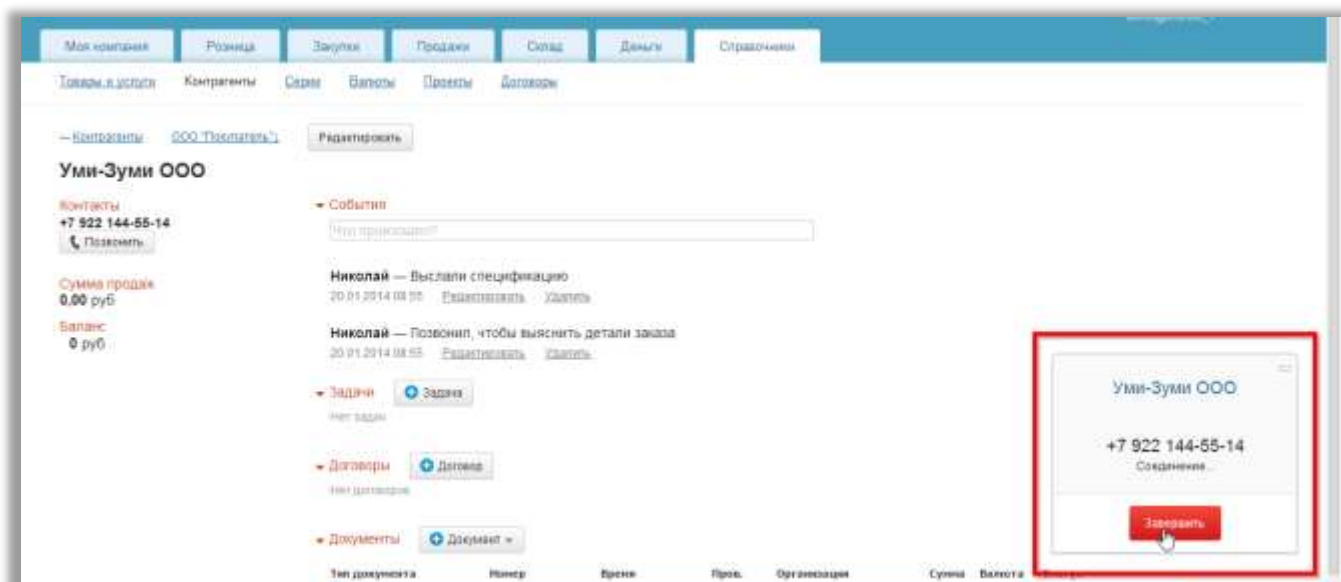 Моя компания Розница Закупки Продажи Склад Деньги Справочники
Товары и услуги Контрагенты Серии Валюты Проекты Договоры
Контрагенты ООО "Покупатель" Редактировать
Уми-Зуми ООО
Контакты
+7 922 144-55-14
Позвонить
Сумма продаж
0,00 руб
Баланс
0 руб
События
Что произошло?
Николай — Выслали спецификацию
20.01.2014 08:55 Редактировать Удалить
Николай — Позвонил, чтобы выяснить детали заказа
20.01.2014 08:55 Редактировать Удалить
Задачи Задача
Нет задач
Договоры Договор
Нет договоров
Документы Документ
Тип документа Номер Время Пров. Организация Сумма Валюта
Уми-Зуми ООО
+7 922 144-55-14
Соединение...
Завершить